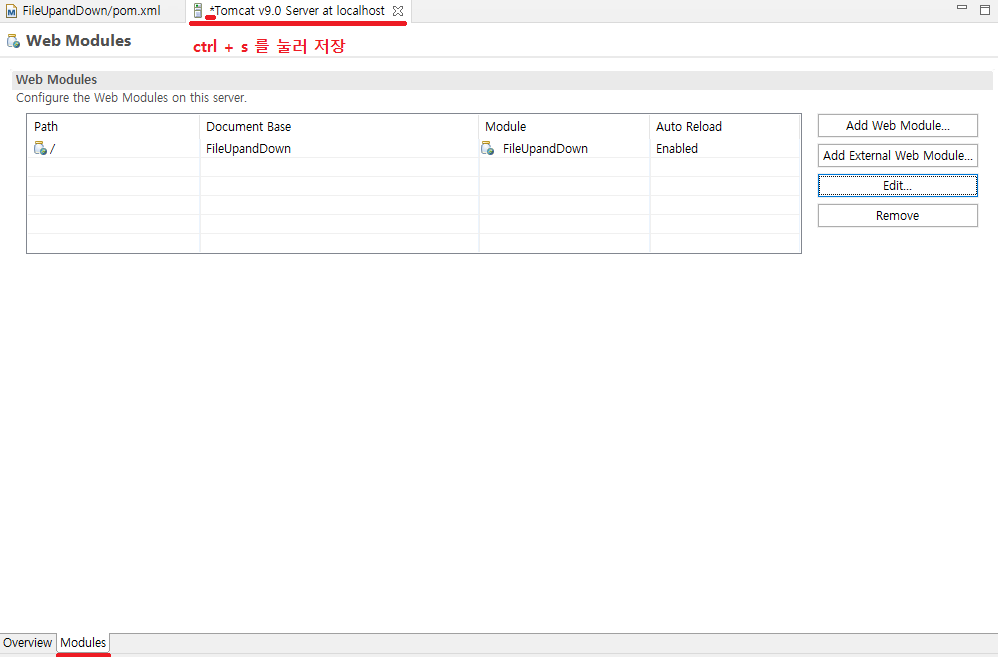 FileUpandDown/pom.xml
*Tomcat v9.0 Server at localhost
Web Modules
ctrl + s 를 눌러 저장
Web Modules
Configure the Web Modules on this server.
Path Document Base Module Auto Reload
/ FileUpandDown FileUpandDown Enabled
Add Web Module...
Add External Web Module...
Edit...
Remove
Overview Modules